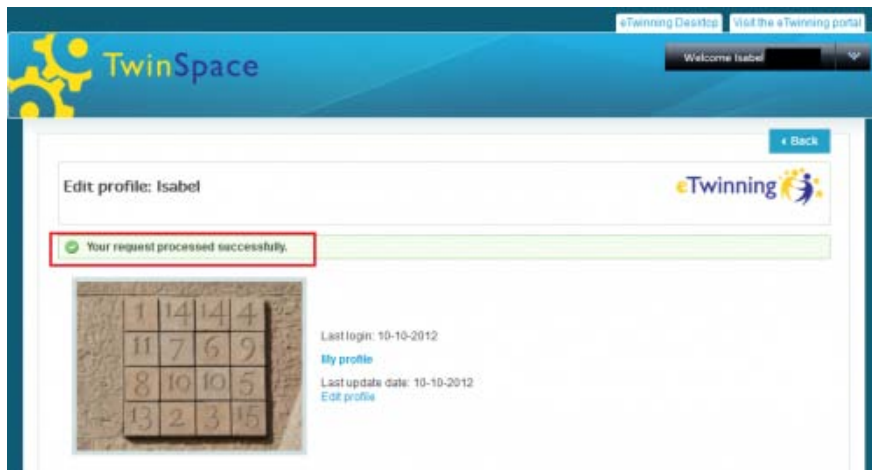 eTwinning Desktop Visit the eTwinning portal
TwinSpace
Welcome Isabel
Back
Edit profile: Isabel
eTwinning
Your request processed successfully.
1 14 14 4
11 7 6 9
8 10 10 5
13 2 3 15
Last login: 10-10-2012
My profile
Last update date: 10-10-2012
Edit profile